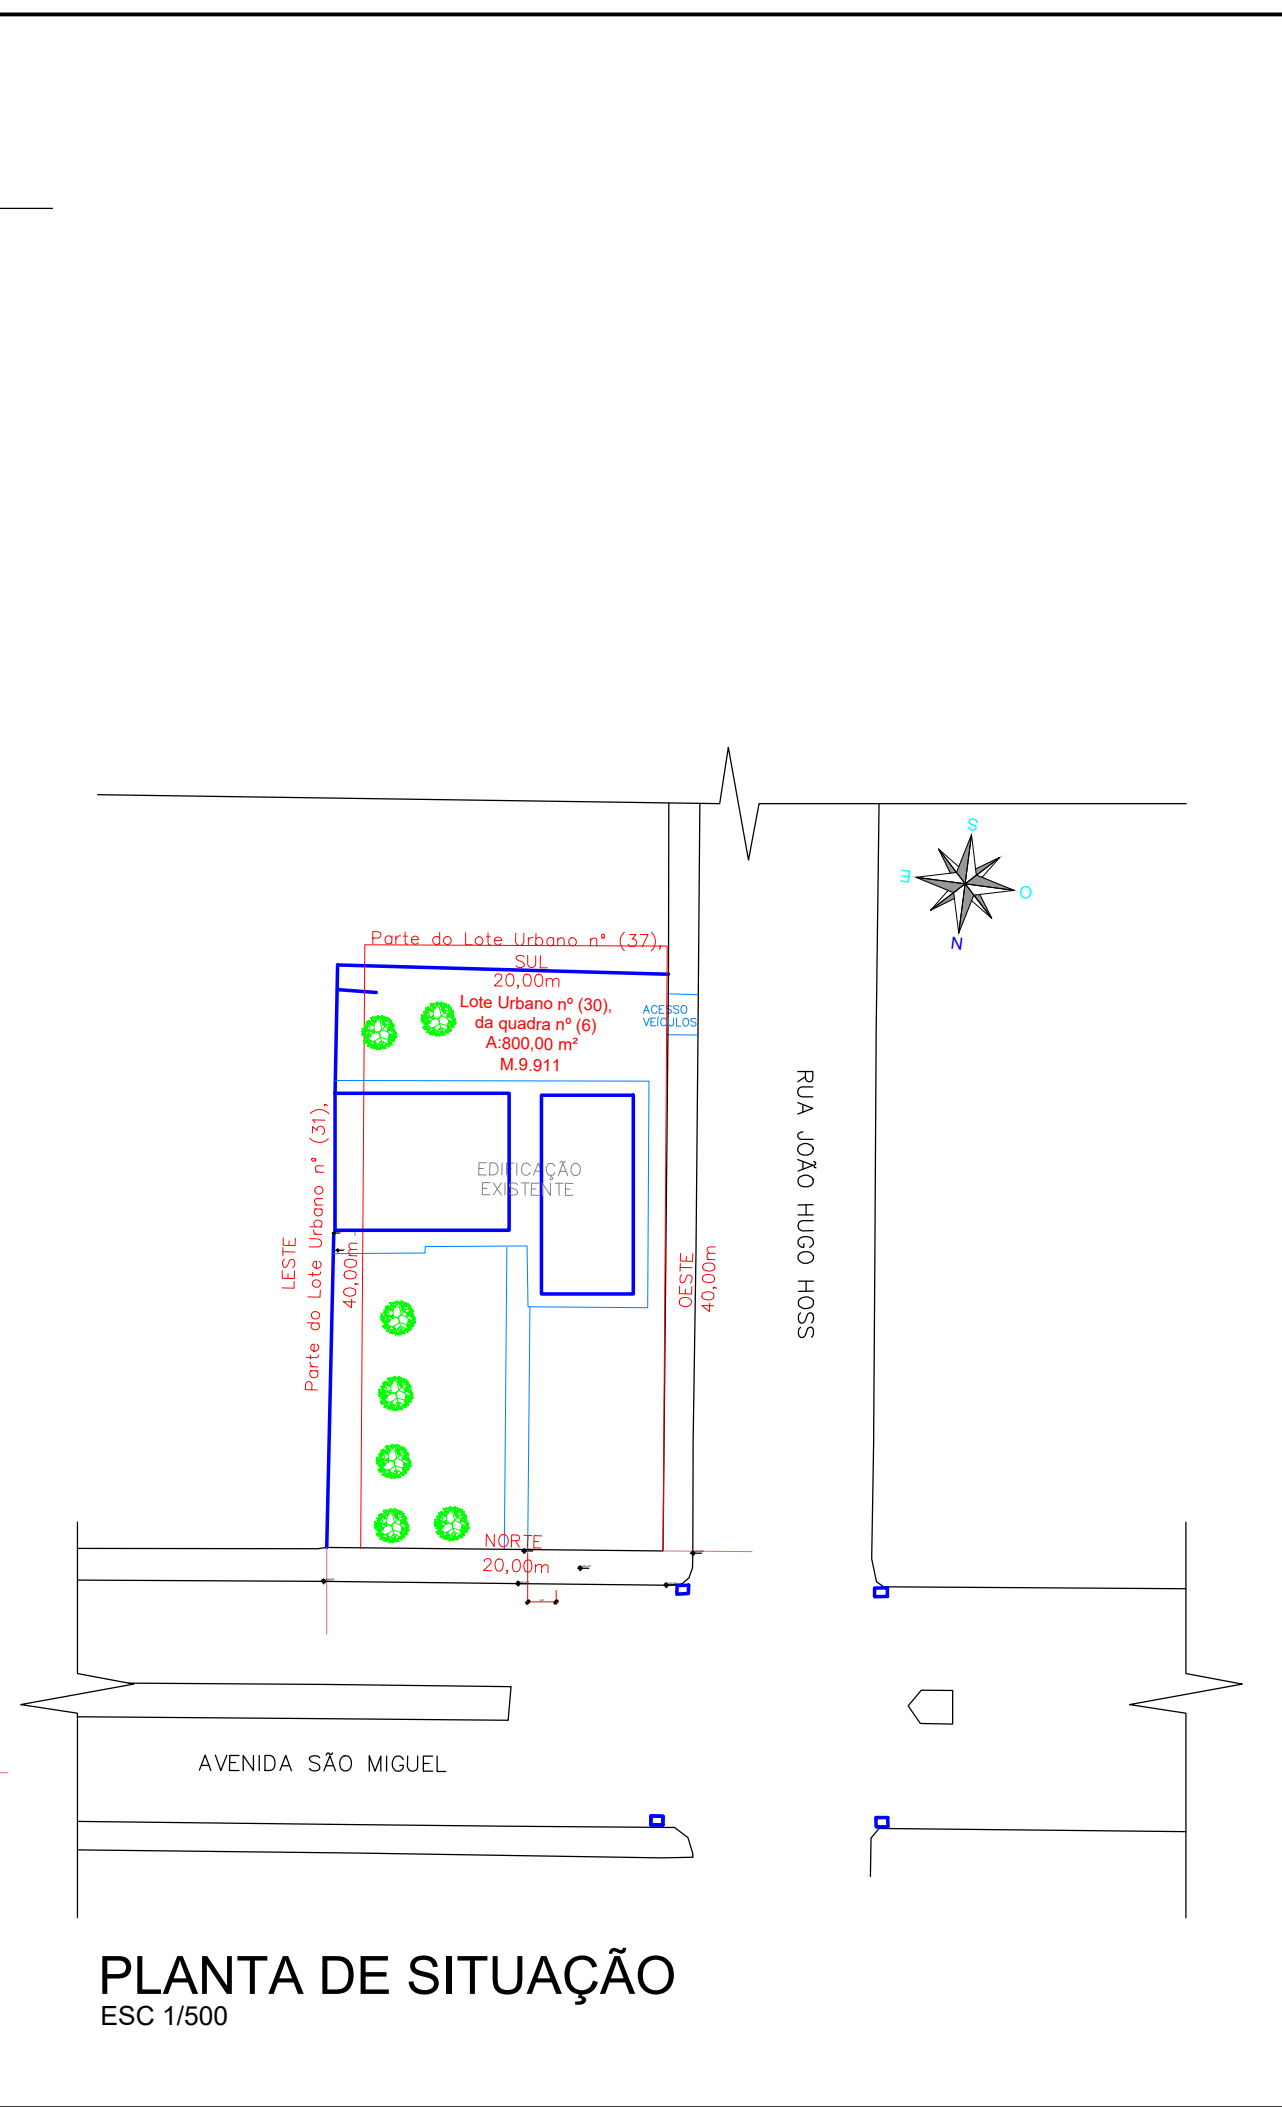 S
E
O
N
Parte do Lote Urbano n° (37),
SUL
20,00m
Lote Urbano nº (30),
da quadra nº (6)
A:800,00 m²
M.9.911
ACESSO
VEÍCULOS
RUA JOÃO HUGO HOSS
EDIFICAÇÃO
EXISTENTE
LESTE
Parte do Lote Urbano n° (31),
40,00m
OESTE
40,00m
NORTE
20,00m
AVENIDA SÃO MIGUEL
PLANTA DE SITUAÇÃO
ESC 1/500